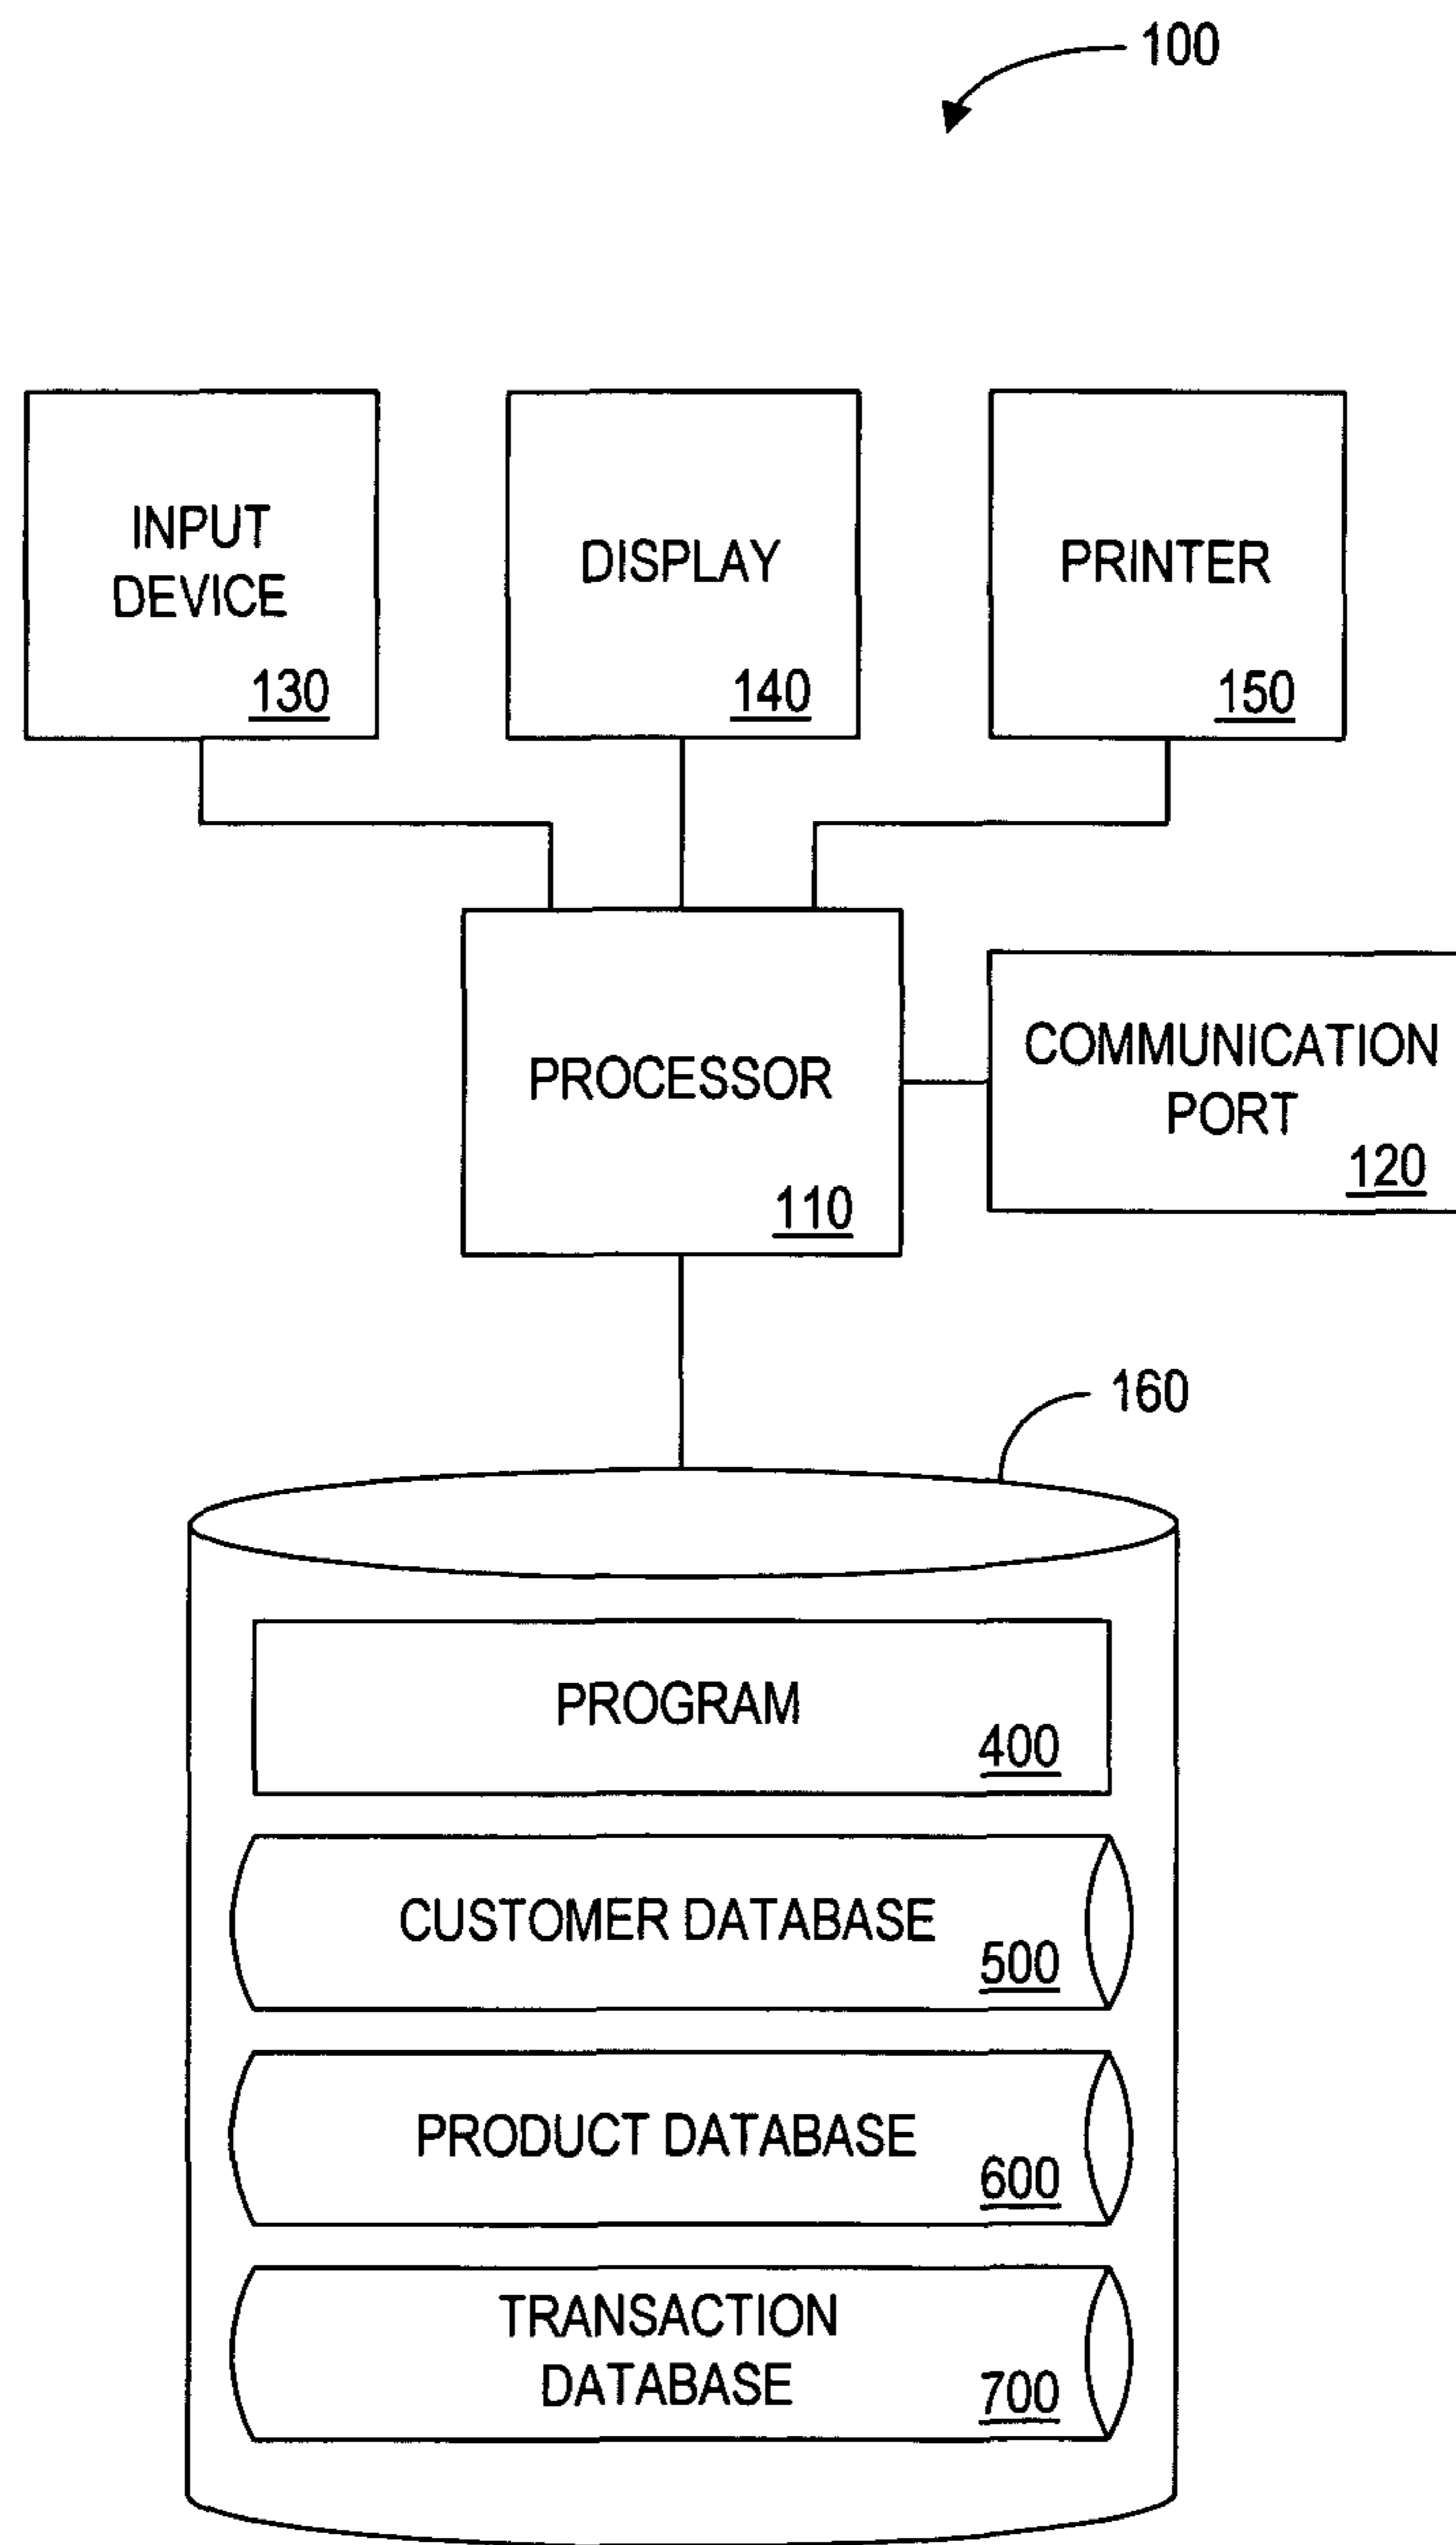 100
INPUT
DEVICE
130
DISPLAY
140
PRINTER
150
PROCESSOR
110
COMMUNICATION
PORT
120
160
PROGRAM
400
CUSTOMER DATABASE
500
PRODUCT DATABASE
600
TRANSACTION
DATABASE
700